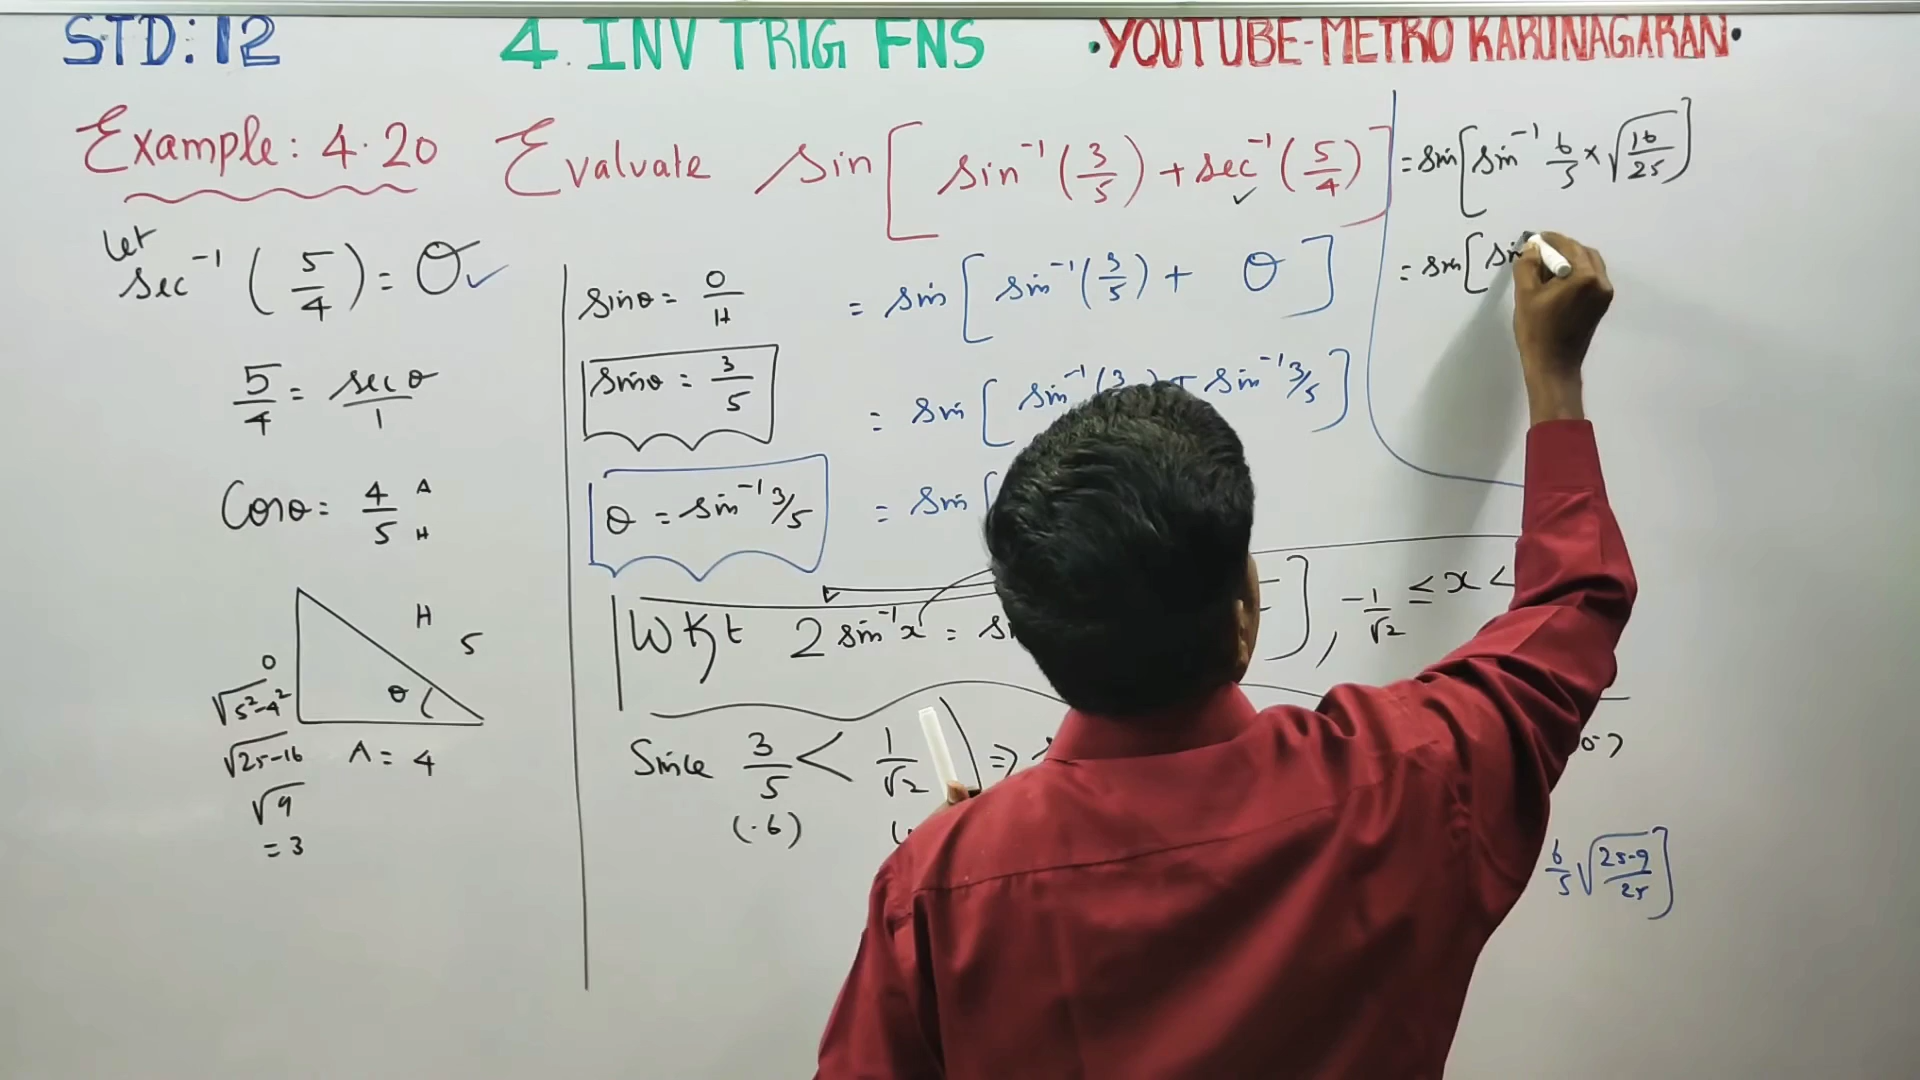 STD: 12 4. INV TRIG FNS •YOUTUBE-METRO KARUNAGARAN•
Example: 4.20 Evaluate sin[ sin⁻¹(3/5) + sec⁻¹(5/4) ]
let
sec⁻¹ (5/4) = θ ✓
5/4 = secθ/1
Cosθ = 4/5 A H
H
5
O
θ
√5²-4²
√25-16
A = 4
√9
= 3
sinθ = O/H
sinθ = 3/5
θ = sin⁻¹ 3/5
= sin[ sin⁻¹(3/5) + θ ]
= sin[ sin⁻¹(3 + sin⁻¹ 3/5 ]
= sin[
WKt 2 sin⁻¹x = ], -1/√2 ≤ x <
Since 3/5 < 1/√2 ⇒
(.6)
6/5 √25-9/25 ]
= sin[ sin⁻¹ 6/5 × √16/25 ]
= sin[ sin